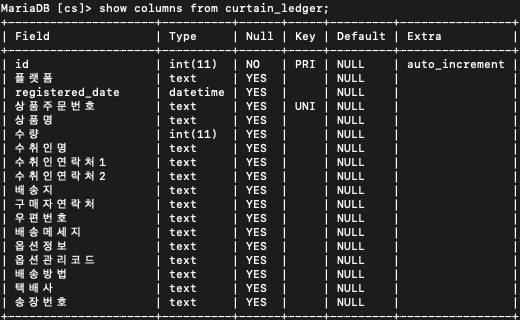 MariaDB [cs]> show columns from curtain_ledger;
+-----------------+----------+------+-----+---------+----------------+
| Field | Type | Null | Key | Default | Extra |
+-----------------+----------+------+-----+---------+----------------+
| id | int(11) | NO | PRI | NULL | auto_increment |
| 플랫폼 | text | YES | | NULL | |
| registered_date | datetime | YES | | NULL | |
| 상품주문번호 | text | YES | UNI | NULL | |
| 상품명 | text | YES | | NULL | |
| 수량 | int(11) | YES | | NULL | |
| 수취인명 | text | YES | | NULL | |
| 수취인연락처1 | text | YES | | NULL | |
| 수취인연락처2 | text | YES | | NULL | |
| 배송지 | text | YES | | NULL | |
| 구매자연락처 | text | YES | | NULL | |
| 우편번호 | text | YES | | NULL | |
| 배송메세지 | text | YES | | NULL | |
| 옵션정보 | text | YES | | NULL | |
| 옵션관리코드 | text | YES | | NULL | |
| 배송방법 | text | YES | | NULL | |
| 택배사 | text | YES | | NULL | |
| 송장번호 | text | YES | | NULL | |
+-----------------+----------+------+-----+---------+----------------+